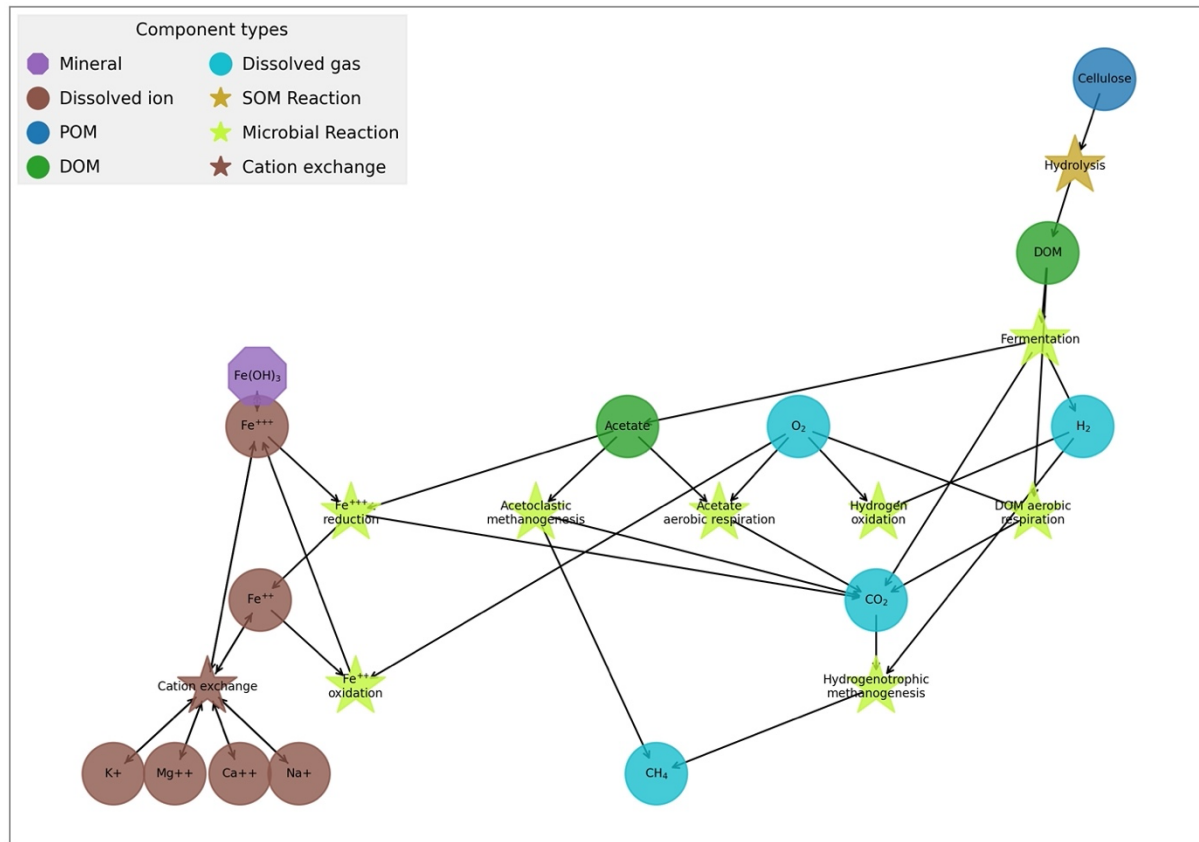 Component types
Mineral
Dissolved gas
Dissolved ion
SOM Reaction
POM
Microbial Reaction
DOM
Cation exchange
Cellulose
Hydrolysis
DOM
Fermentation
Fe(OH)₃
Fe⁺⁺⁺
Acetate
O₂
H₂
Fe⁺⁺⁺
reduction
Acetoclastic
methanogenesis
Acetate
aerobic respiration
Hydrogen
oxidation
DOM aerobic
respiration
Fe⁺⁺
CO₂
Cation exchange
Fe⁺⁺
oxidation
Hydrogenotrophic
methanogenesis
K+
Mg++
Ca++
Na+
CH₄